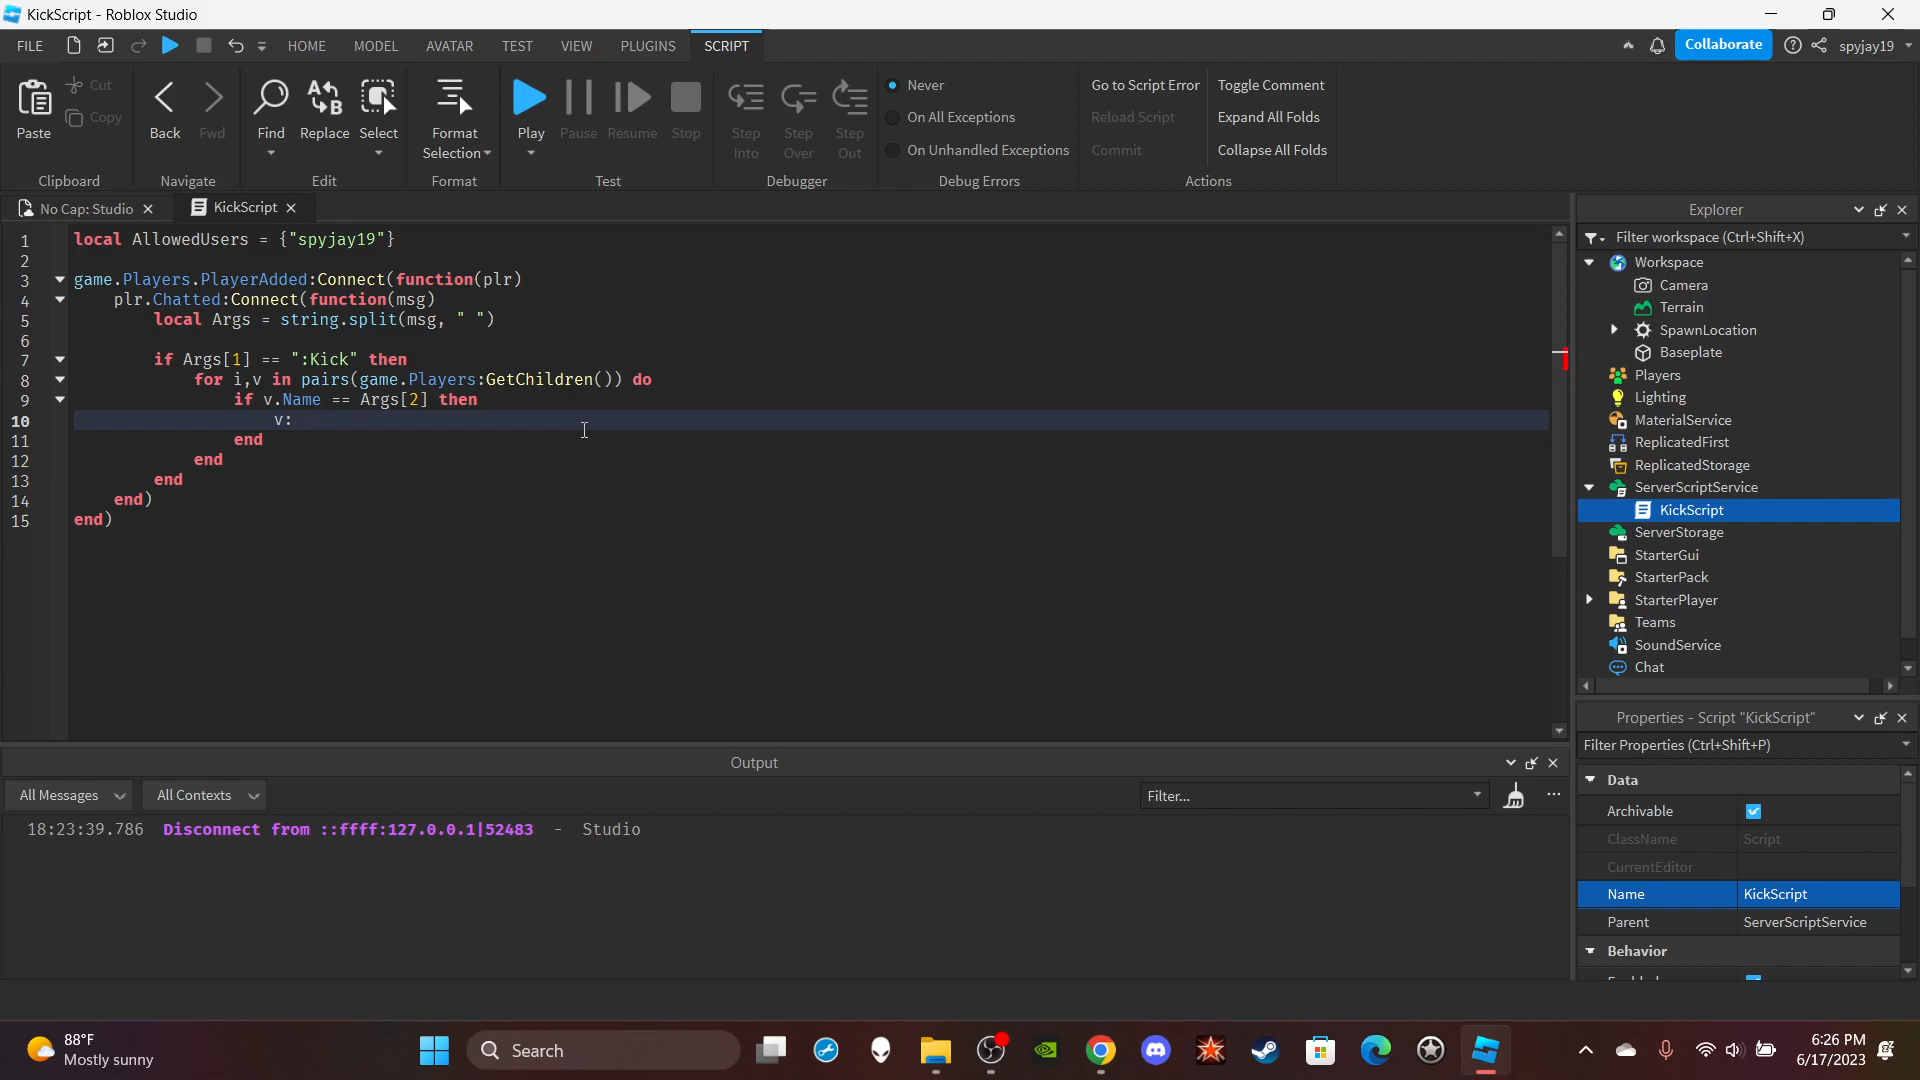 KickScript - Roblox Studio
FILE
HOME
MODEL
AVATAR
TEST
VIEW
PLUGINS
SCRIPT
Collaborate
spyjay19
Paste
Cut
Copy
Clipboard
Back
Fwd
Navigate
Find
Replace
Select
Edit
Format
Selection
Format
Play
Pause
Resume
Stop
Test
Step
Into
Step
Over
Step
Out
Debugger
Never
On All Exceptions
On Unhandled Exceptions
Debug Errors
Go to Script Error
Reload Script
Commit
Toggle Comment
Expand All Folds
Collapse All Folds
Actions
No Cap: Studio
KickScript
1 local AllowedUsers = {"spyjay19"}
2
3 game.Players.PlayerAdded:Connect(function(plr)
4 plr.Chatted:Connect(function(msg)
5 local Args = string.split(msg, " ")
6
7 if Args[1] == ":Kick" then
8 for i,v in pairs(game.Players:GetChildren()) do
9 if v.Name == Args[2] then
10 v:
11 end
12 end
13 end
14 end)
15 end)
Explorer
Filter workspace (Ctrl+Shift+X)
Workspace
Camera
Terrain
SpawnLocation
Baseplate
Players
Lighting
MaterialService
ReplicatedFirst
ReplicatedStorage
ServerScriptService
KickScript
ServerStorage
StarterGui
StarterPack
StarterPlayer
Teams
SoundService
Chat
Properties - Script "KickScript"
Filter Properties (Ctrl+Shift+P)
Data
Archivable
ClassName Script
CurrentEditor
Name KickScript
Parent ServerScriptService
Behavior
Output
All Messages
All Contexts
Filter...
18:23:39.786 Disconnect from ::ffff:127.0.0.1|52483 - Studio
88°F
Mostly sunny
Search
6:26 PM
6/17/2023